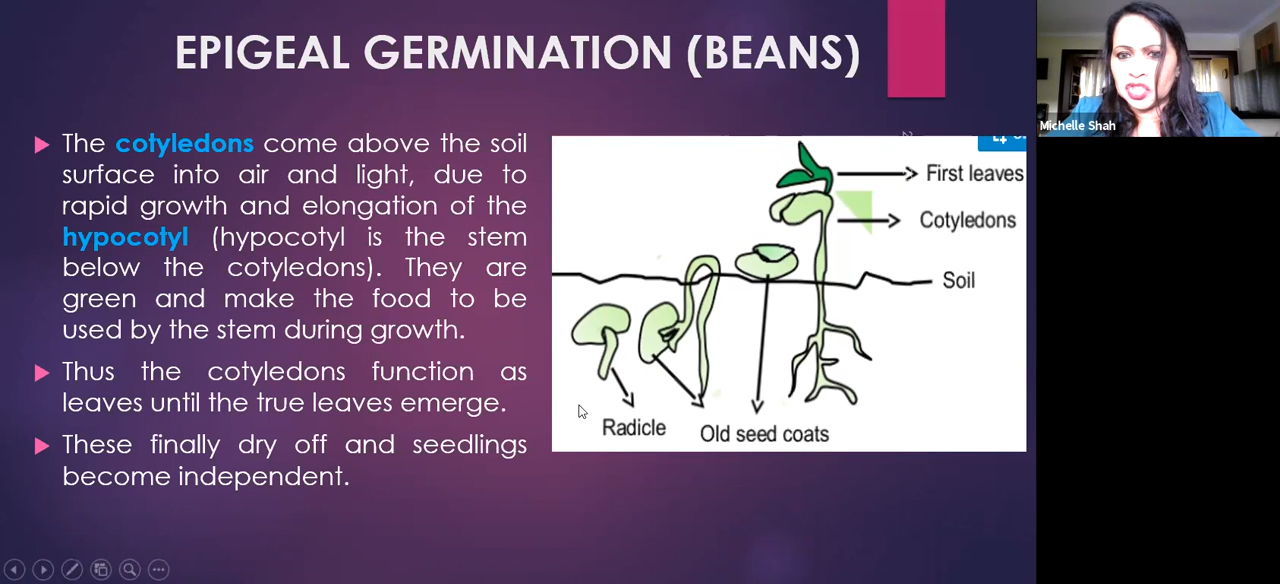 EPIGEAL GERMINATION (BEANS)
The cotyledons come above the soil
surface into air and light, due to
rapid growth and elongation of the
hypocotyl (hypocotyl is the stem
below the cotyledons). They are
green and make the food to be
used by the stem during growth.
Thus the cotyledons function as
leaves until the true leaves emerge.
These finally dry off and seedlings
become independent.
First leaves
Cotyledons
Soil
Radicle
Old seed coats
Michelle Shah